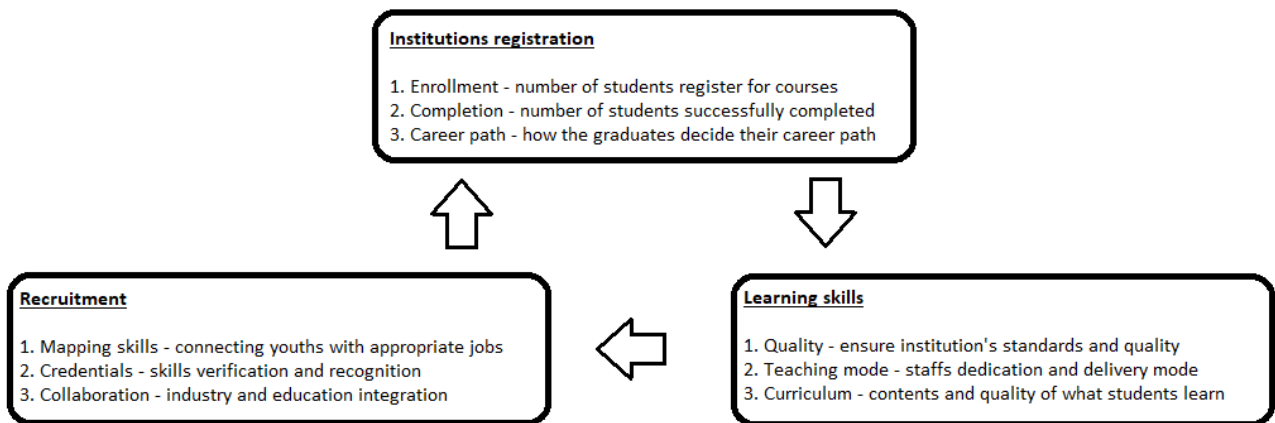 Institutions registration
1. Enrollment - number of students register for courses
2. Completion - number of students successfully completed
3. Career path - how the graduates decide their career path
Recruitment
1. Mapping skills - connecting youths with appropriate jobs
2. Credentials - skills verification and recognition
3. Collaboration - industry and education integration
Learning skills
1. Quality - ensure institution's standards and quality
2. Teaching mode - staffs dedication and delivery mode
3. Curriculum - contents and quality of what students learn